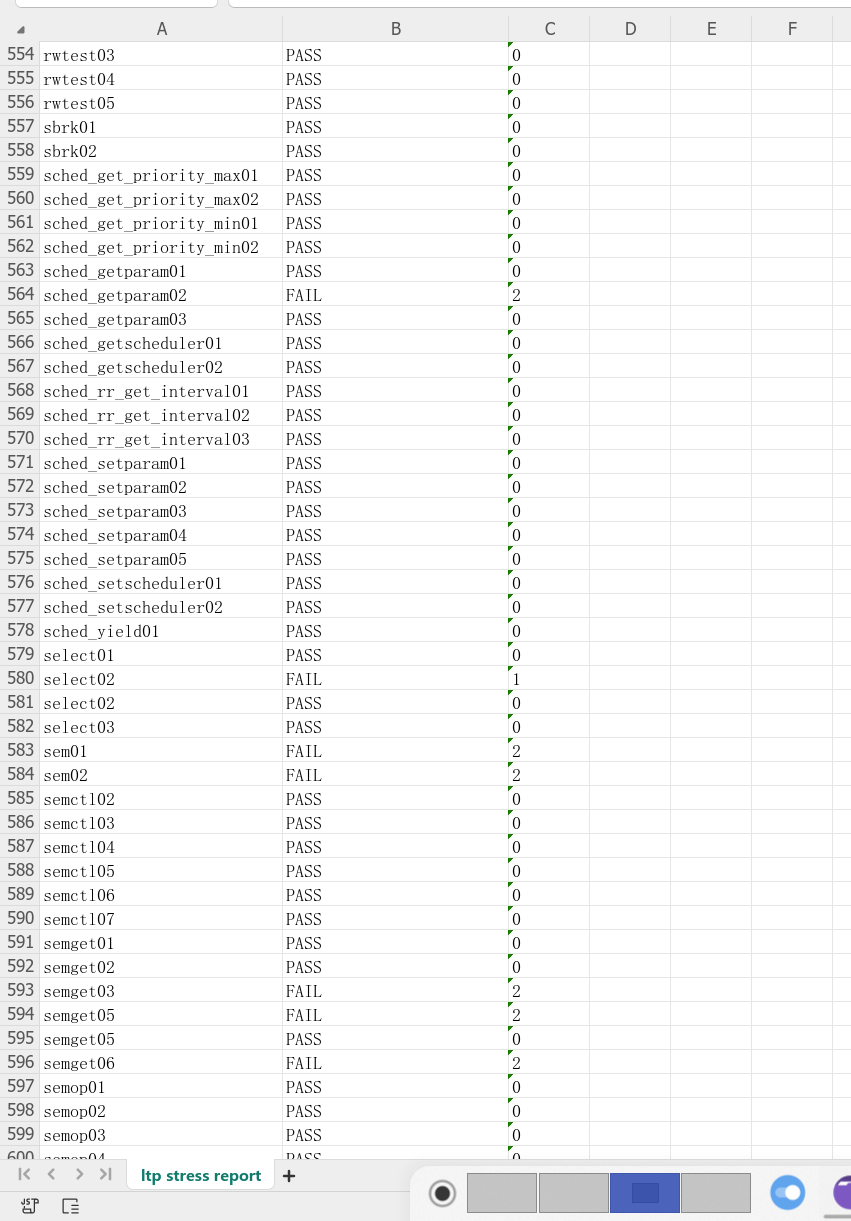 A B C D E F
554 rwtest03 PASS 0
555 rwtest04 PASS 0
556 rwtest05 PASS 0
557 sbrk01 PASS 0
558 sbrk02 PASS 0
559 sched_get_priority_max01 PASS 0
560 sched_get_priority_max02 PASS 0
561 sched_get_priority_min01 PASS 0
562 sched_get_priority_min02 PASS 0
563 sched_getparam01 PASS 0
564 sched_getparam02 FAIL 2
565 sched_getparam03 PASS 0
566 sched_getscheduler01 PASS 0
567 sched_getscheduler02 PASS 0
568 sched_rr_get_interval01 PASS 0
569 sched_rr_get_interval02 PASS 0
570 sched_rr_get_interval03 PASS 0
571 sched_setparam01 PASS 0
572 sched_setparam02 PASS 0
573 sched_setparam03 PASS 0
574 sched_setparam04 PASS 0
575 sched_setparam05 PASS 0
576 sched_setscheduler01 PASS 0
577 sched_setscheduler02 PASS 0
578 sched_yield01 PASS 0
579 select01 PASS 0
580 select02 FAIL 1
581 select02 PASS 0
582 select03 PASS 0
583 sem01 FAIL 2
584 sem02 FAIL 2
585 semctl02 PASS 0
586 semctl03 PASS 0
587 semctl04 PASS 0
588 semctl05 PASS 0
589 semctl06 PASS 0
590 semctl07 PASS 0
591 semget01 PASS 0
592 semget02 PASS 0
593 semget03 FAIL 2
594 semget05 FAIL 2
595 semget05 PASS 0
596 semget06 FAIL 2
597 semop01 PASS 0
598 semop02 PASS 0
599 semop03 PASS 0
600 semop04 PASS 0
ltp stress report +
JST